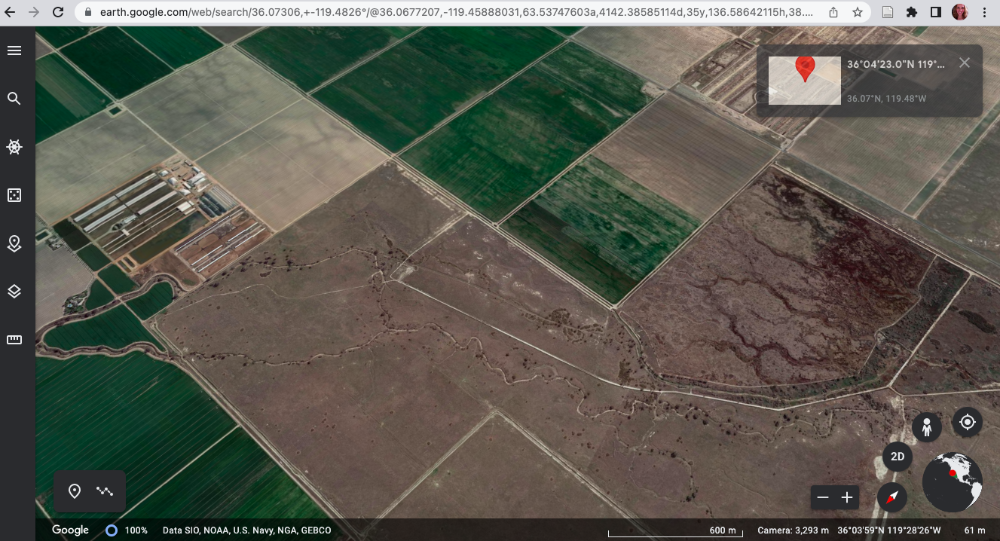 earth.google.com/web/search/36.07306,+-119.4826°/@36.0677207,-119.45888031,63.53747603a,4142.38585114d,35y,136.58642115h,38....
36°04'23.0"N 119°...
36.07°N, 119.48°W
2D
Google 100% Data SIO, NOAA, U.S. Navy, NGA, GEBCO 600 m Camera: 3,293 m 36°03'59"N 119°28'26"W 61 m